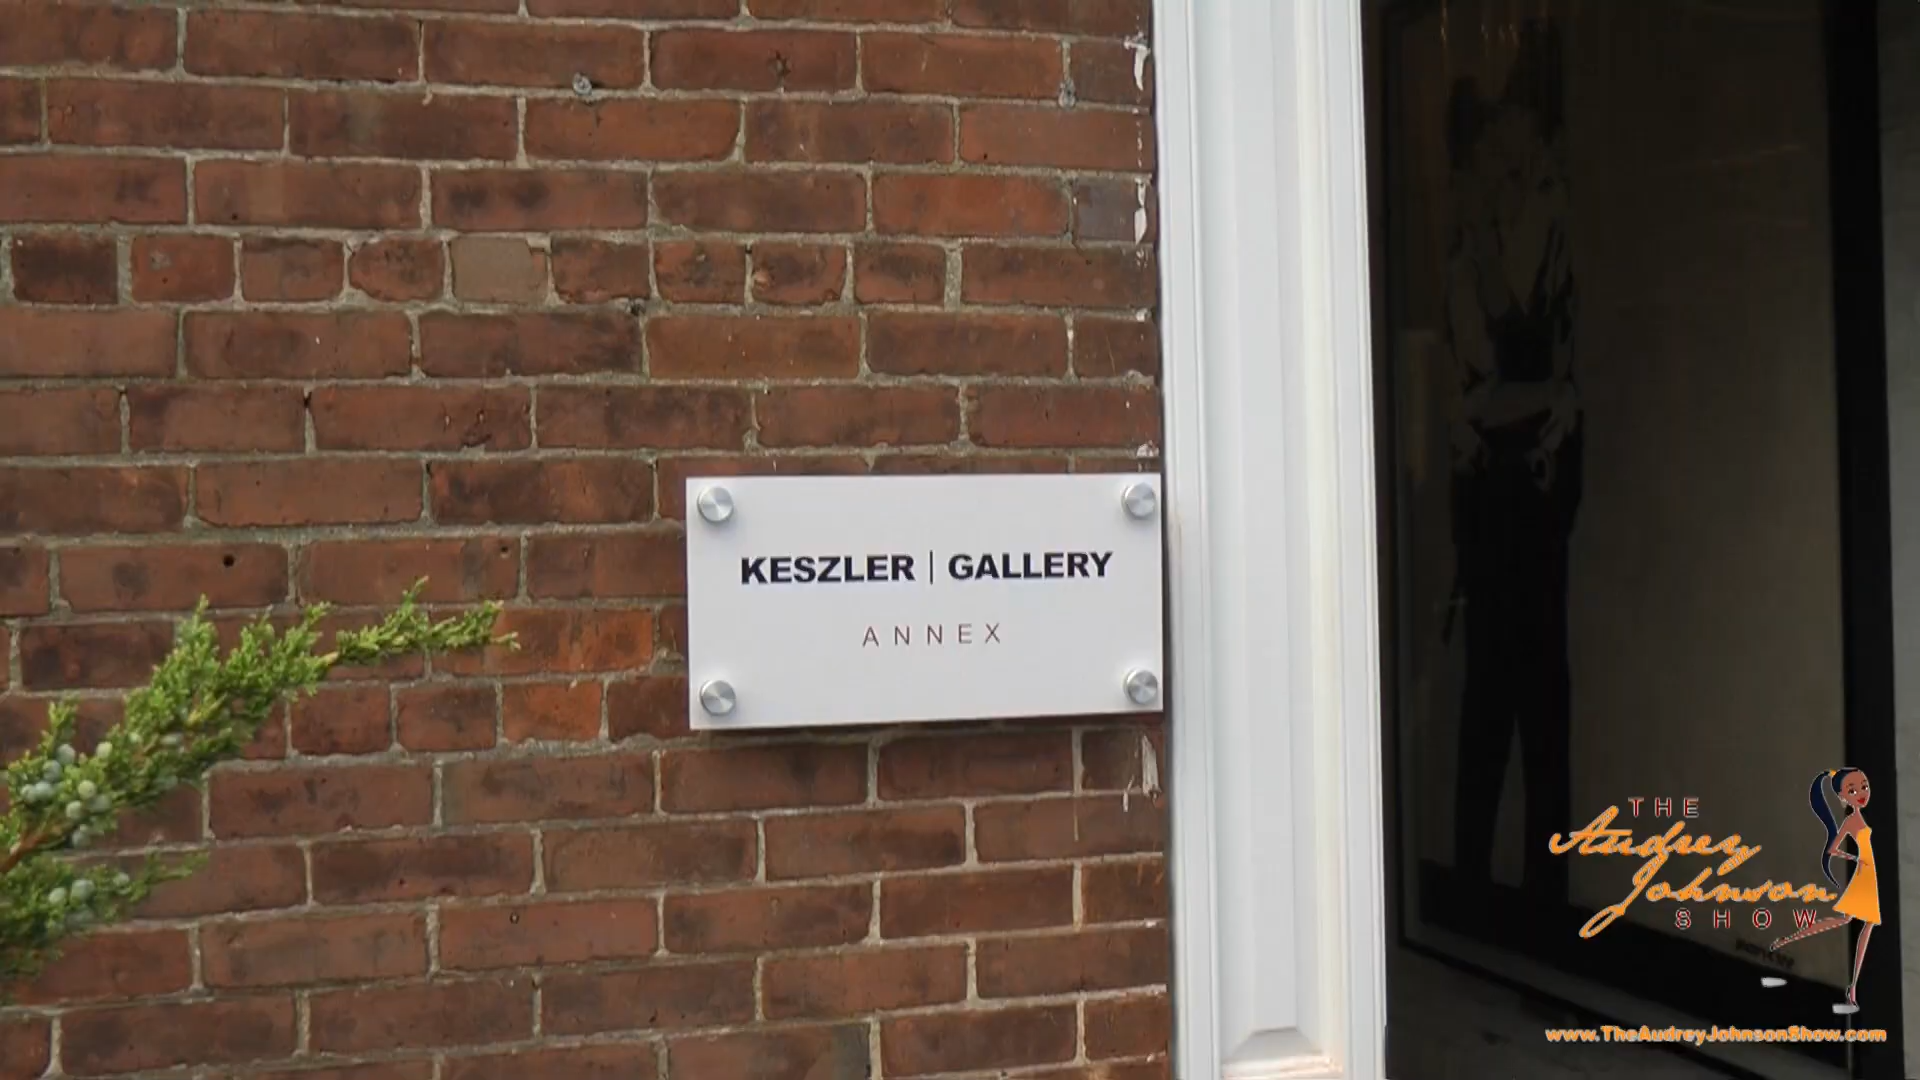 KESZLER | GALLERY
ANNEX
THE
Audrey
Johnson
SHOW
www.TheAudreyJohnsonShow.com